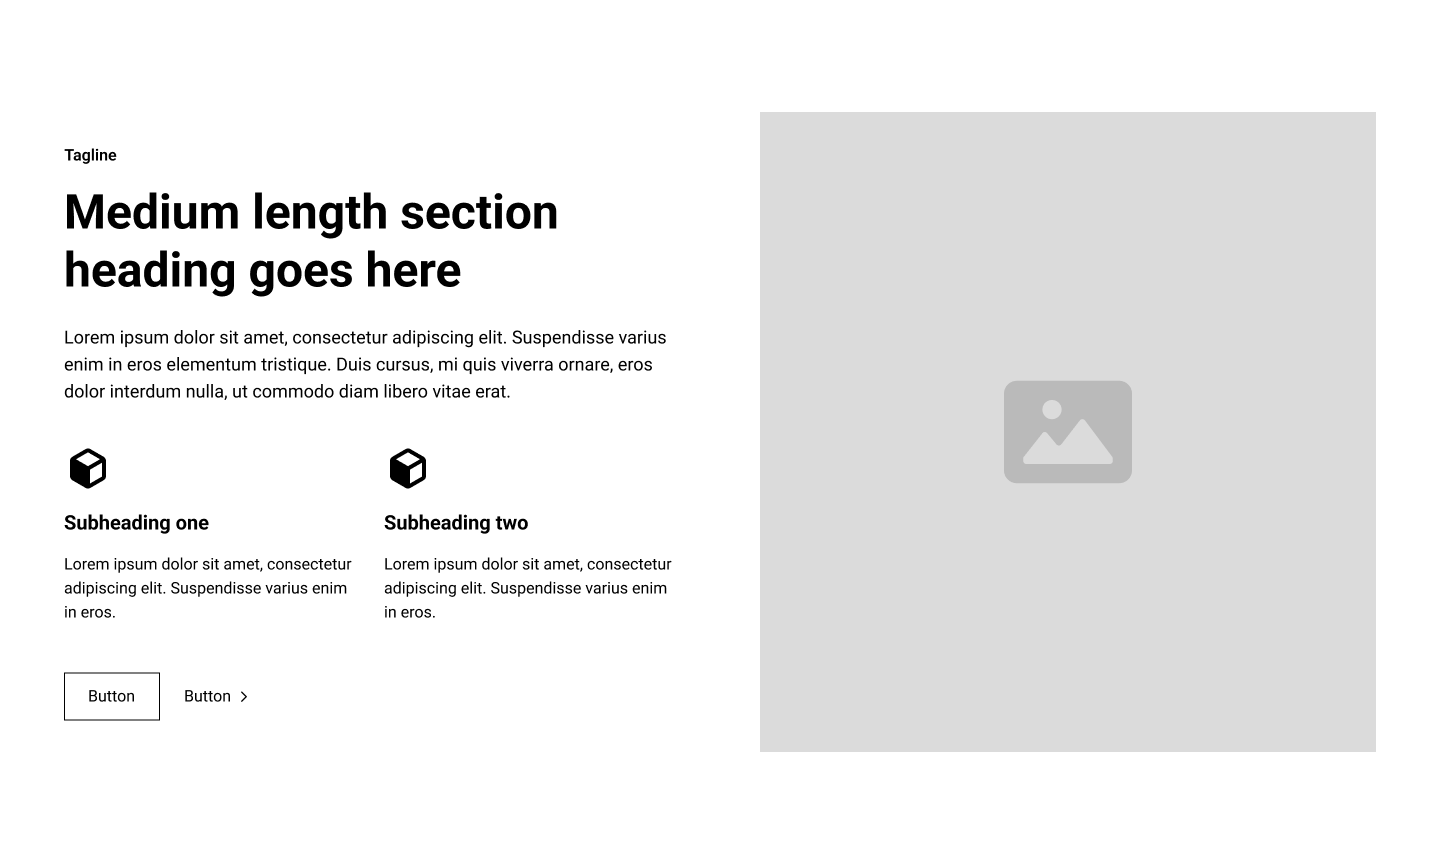 Tagline
Medium length section
heading goes here
Lorem ipsum dolor sit amet, consectetur adipiscing elit. Suspendisse varius
enim in eros elementum tristique. Duis cursus, mi quis viverra ornare, eros
dolor interdum nulla, ut commodo diam libero vitae erat.
Subheading one
Lorem ipsum dolor sit amet, consectetur
adipiscing elit. Suspendisse varius enim
in eros.
Subheading two
Lorem ipsum dolor sit amet, consectetur
adipiscing elit. Suspendisse varius enim
in eros.
Button
Button